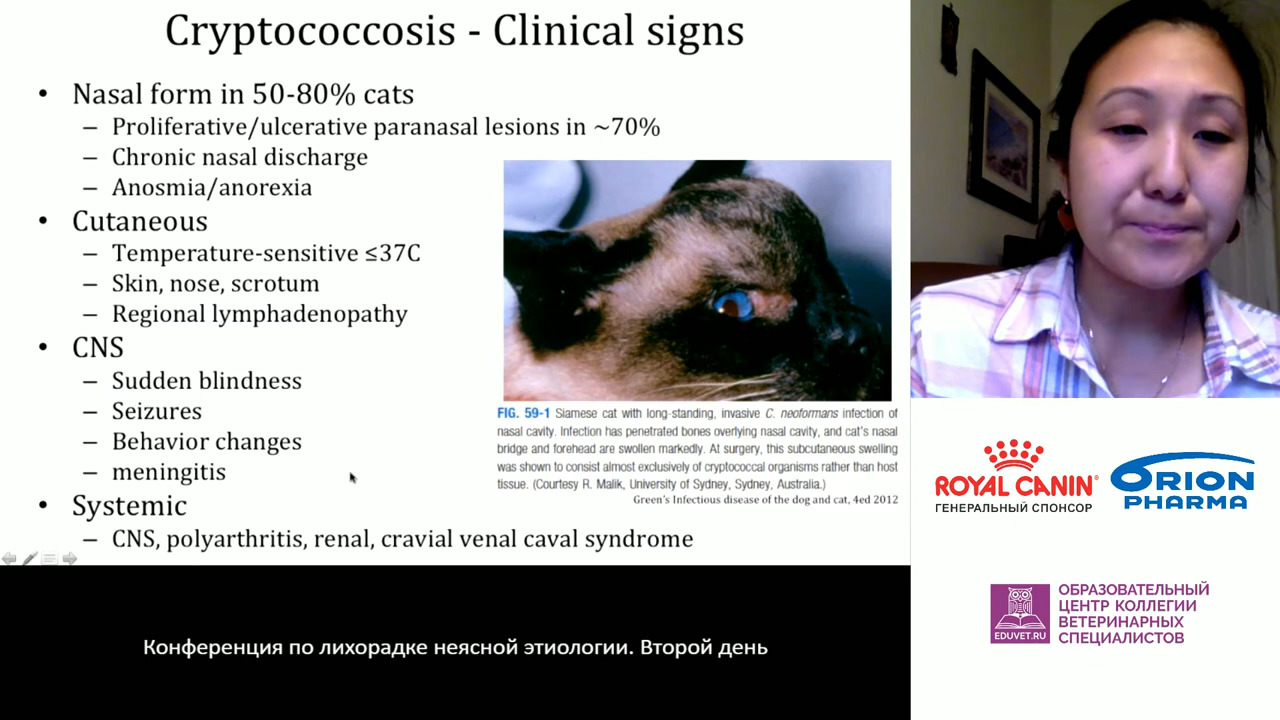 Cryptococcosis - Clinical signs
• Nasal form in 50-80% cats
– Proliferative/ulcerative paranasal lesions in ~70%
– Chronic nasal discharge
– Anosmia/anorexia
• Cutaneous
– Temperature-sensitive ≤37C
– Skin, nose, scrotum
– Regional lymphadenopathy
• CNS
– Sudden blindness
– Seizures
– Behavior changes
– meningitis
• Systemic
– CNS, polyarthritis, renal, cravial venal caval syndrome
FIG. 59-1 Siamese cat with long-standing, invasive C. neoformans infection of
nasal cavity. Infection has penetrated bones overlying nasal cavity, and cat's nasal
bridge and forehead are swollen markedly. At surgery, this subcutaneous swelling
was shown to consist almost exclusively of cryptococcal organisms rather than host
tissue. (Courtesy R. Malik, University of Sydney, Sydney, Australia.)
Green's Infectious disease of the dog and cat, 4ed 2012
ROYAL CANIN®
ГЕНЕРАЛЬНЫЙ СПОНСОР
ORION
PHARMA
EDUVET.RU
ОБРАЗОВАТЕЛЬНЫЙ
ЦЕНТР КОЛЛЕГИИ
ВЕТЕРИНАРНЫХ
СПЕЦИАЛИСТОВ
Конференция по лихорадке неясной этиологии. Второй день